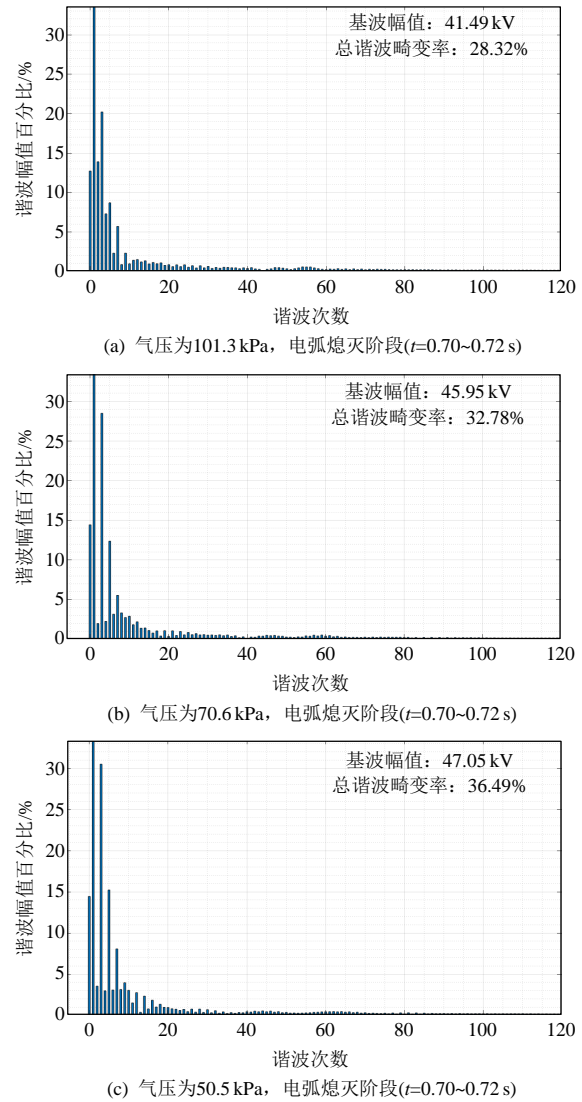 基波幅值：41.49 kV
总谐波畸变率：28.32%
谐波幅值百分比/%
30
25
20
15
10
5
0
0 20 40 60 80 100 120
谐波次数
(a) 气压为101.3 kPa，电弧熄灭阶段(t=0.70~0.72 s)
基波幅值：45.95 kV
总谐波畸变率：32.78%
谐波幅值百分比/%
30
25
20
15
10
5
0
0 20 40 60 80 100 120
谐波次数
(b) 气压为70.6 kPa，电弧熄灭阶段(t=0.70~0.72 s)
基波幅值：47.05 kV
总谐波畸变率：36.49%
谐波幅值百分比/%
30
25
20
15
10
5
0
0 20 40 60 80 100 120
谐波次数
(c) 气压为50.5 kPa，电弧熄灭阶段(t=0.70~0.72 s)